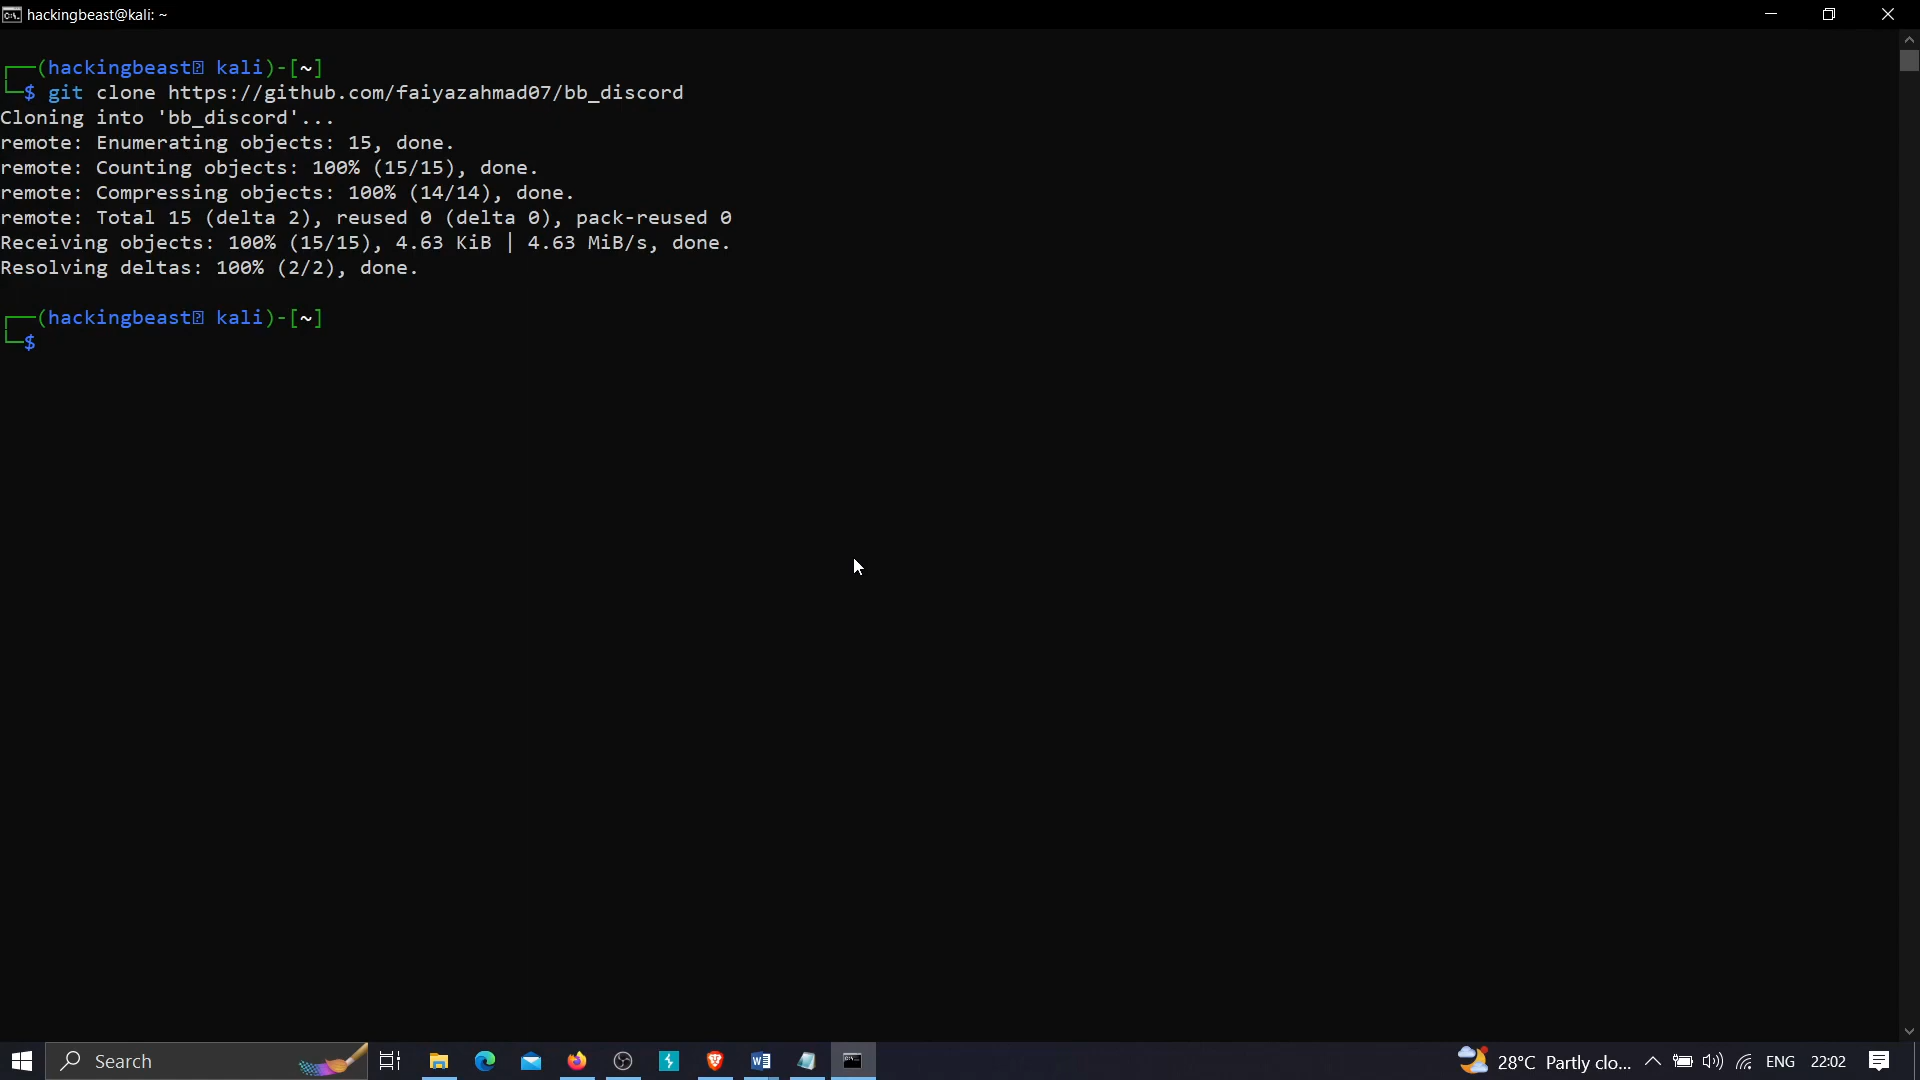 hackingbeast@kali: ~
┌──(hackingbeast⍰ kali)-[~]
└─$ git clone https://github.com/faiyazahmad07/bb_discord
Cloning into 'bb_discord'...
remote: Enumerating objects: 15, done.
remote: Counting objects: 100% (15/15), done.
remote: Compressing objects: 100% (14/14), done.
remote: Total 15 (delta 2), reused 0 (delta 0), pack-reused 0
Receiving objects: 100% (15/15), 4.63 KiB | 4.63 MiB/s, done.
Resolving deltas: 100% (2/2), done.
┌──(hackingbeast⍰ kali)-[~]
└─$
Search
28°C Partly clo...
ENG
22:02